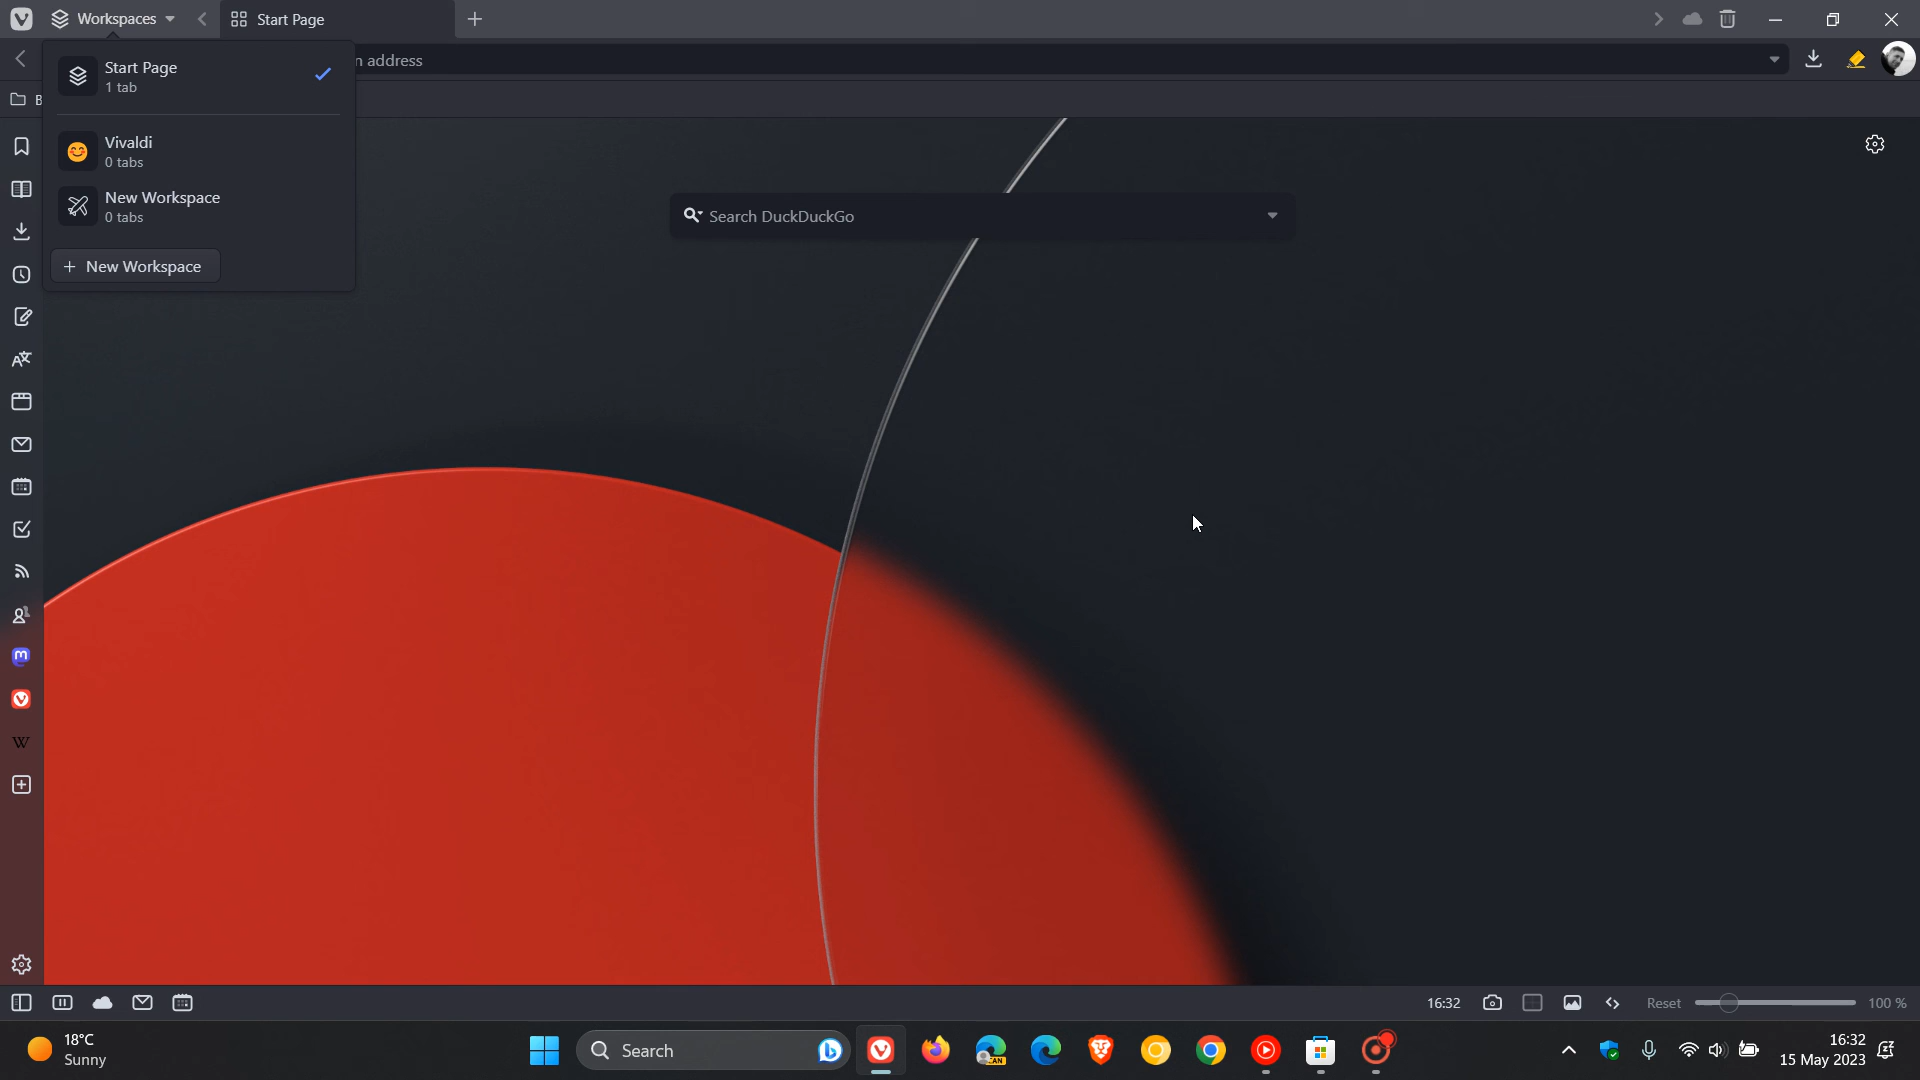 Workspaces
Start Page
n address
Start Page
1 tab
B
Vivaldi
0 tabs
New Workspace
0 tabs
New Workspace
Search DuckDuckGo
16:32
Reset
100 %
18°C
Sunny
Search
CAN
16:32
15 May 2023